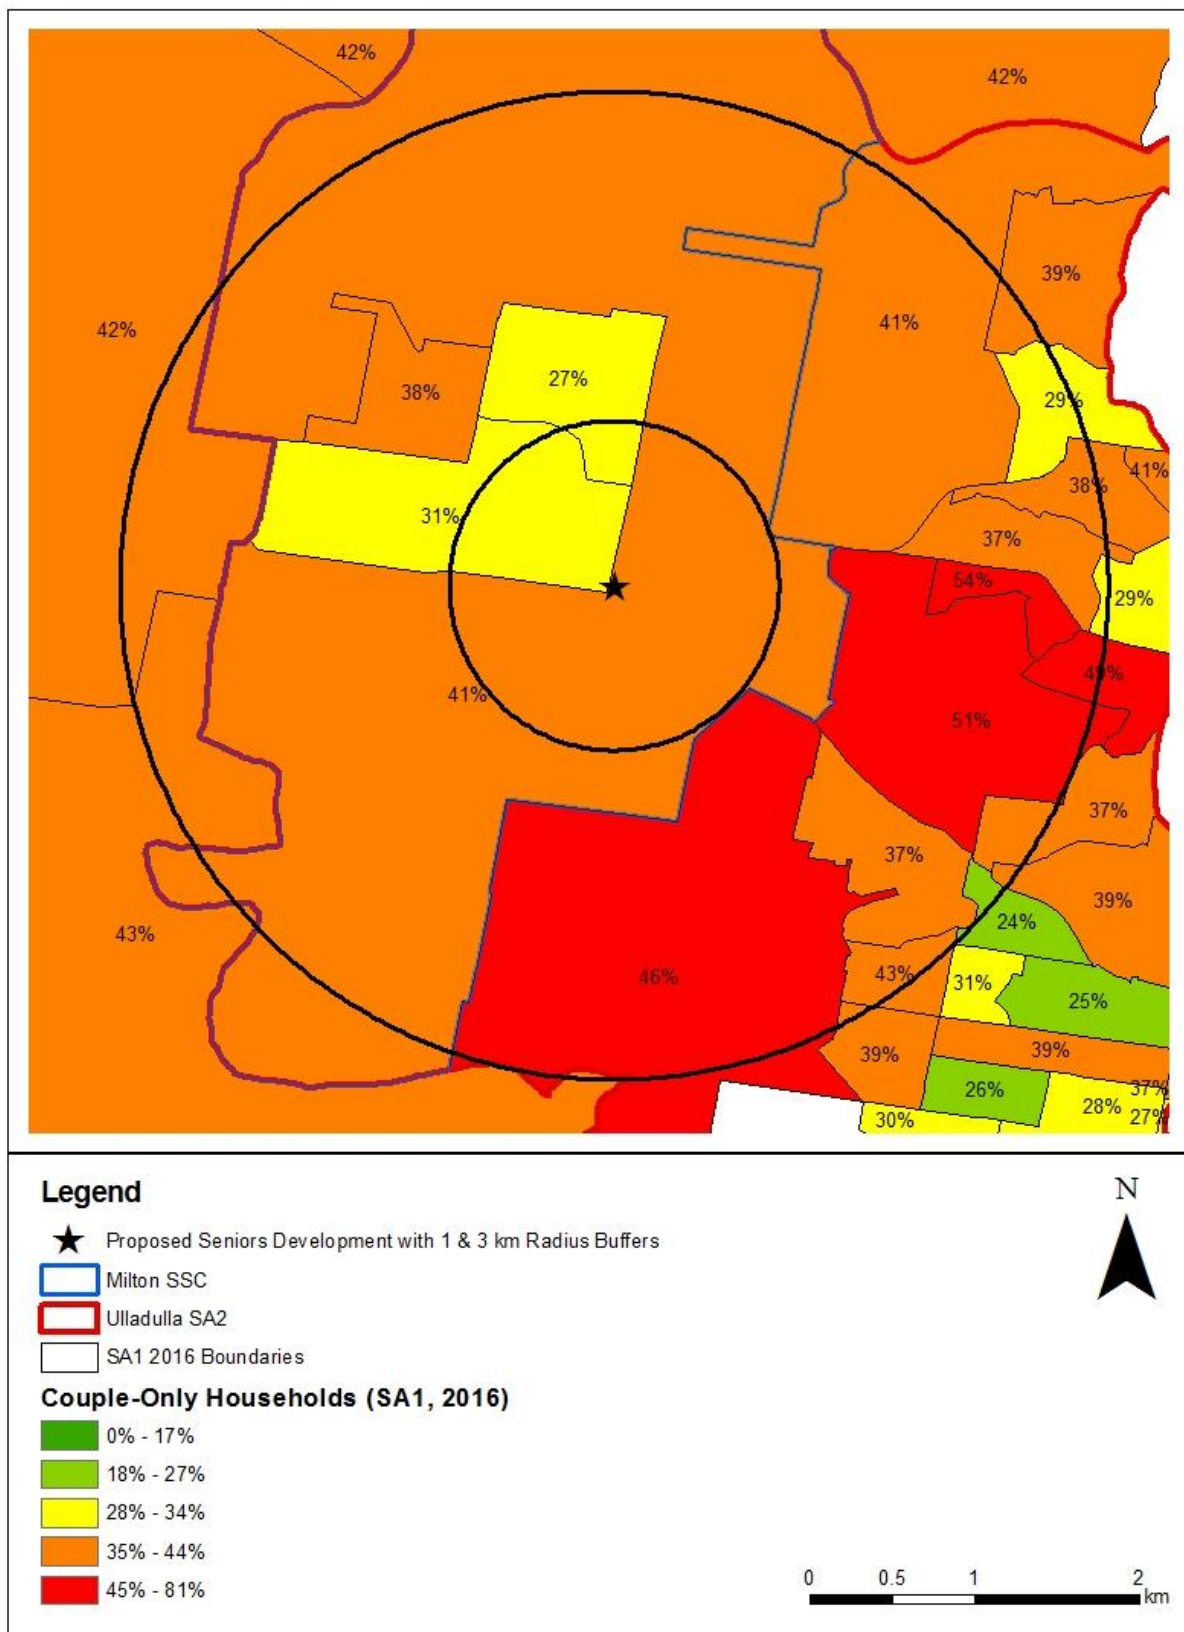 42%
42%
39%
42%
41%
27%
38%
29%
41%
38%
31%
37%
54%
29%
49%
41%
51%
37%
37%
39%
24%
43%
46%
43%
31%
25%
39%
39%
26%
37%
28%
27%
30%
Legend
Proposed Seniors Development with 1 & 3 km Radius Buffers
Milton SSC
Ulladulla SA2
SA1 2016 Boundaries
Couple-Only Households (SA1, 2016)
0% - 17%
18% - 27%
28% - 34%
35% - 44%
45% - 81%
N
0 0.5 1 2
km